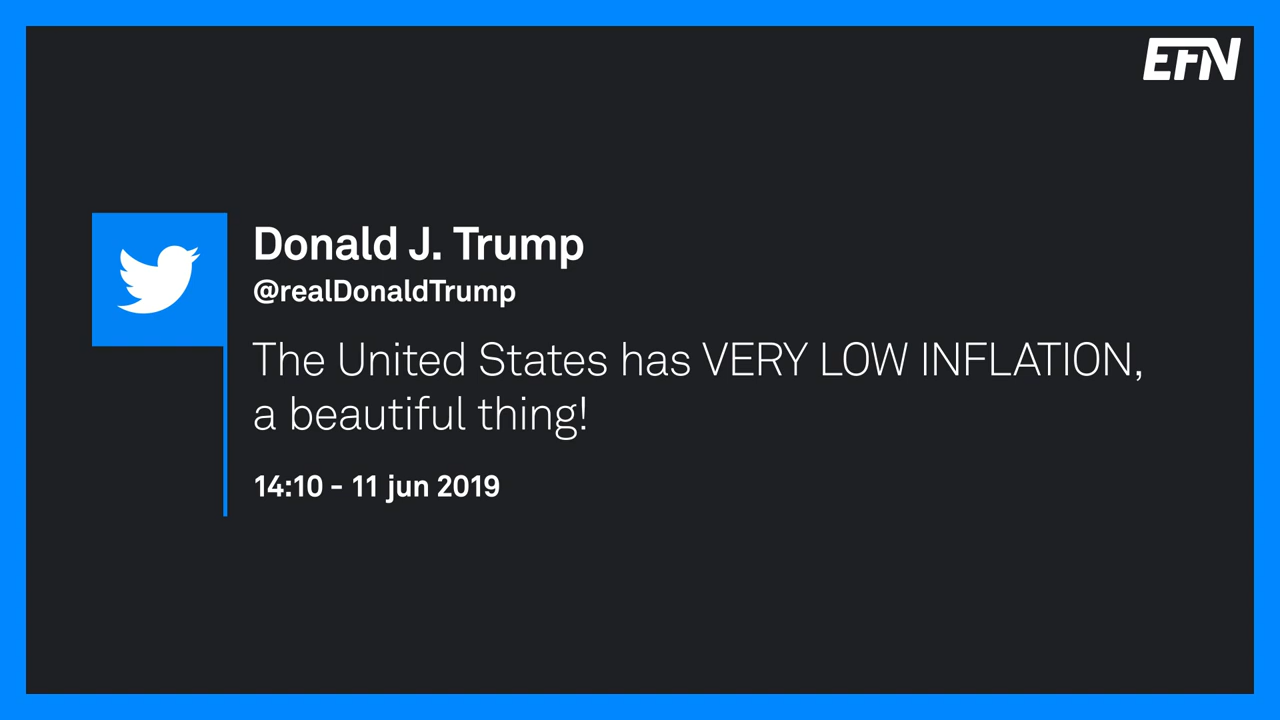 EFN
Donald J. Trump
@realDonaldTrump
The United States has VERY LOW INFLATION,
a beautiful thing!
14:10 - 11 jun 2019